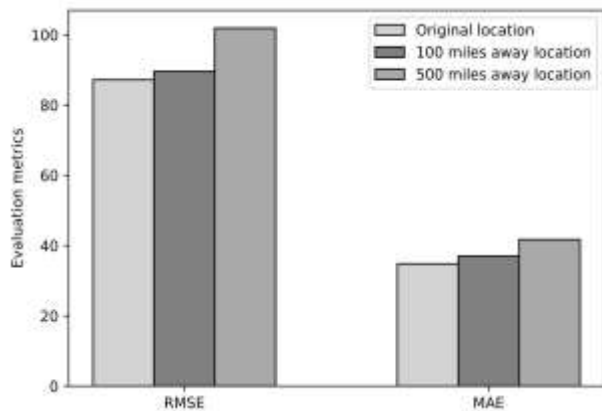 100
80
60
40
20
0
Evaluation metrics
Original location
100 miles away location
500 miles away location
RMSE
MAE